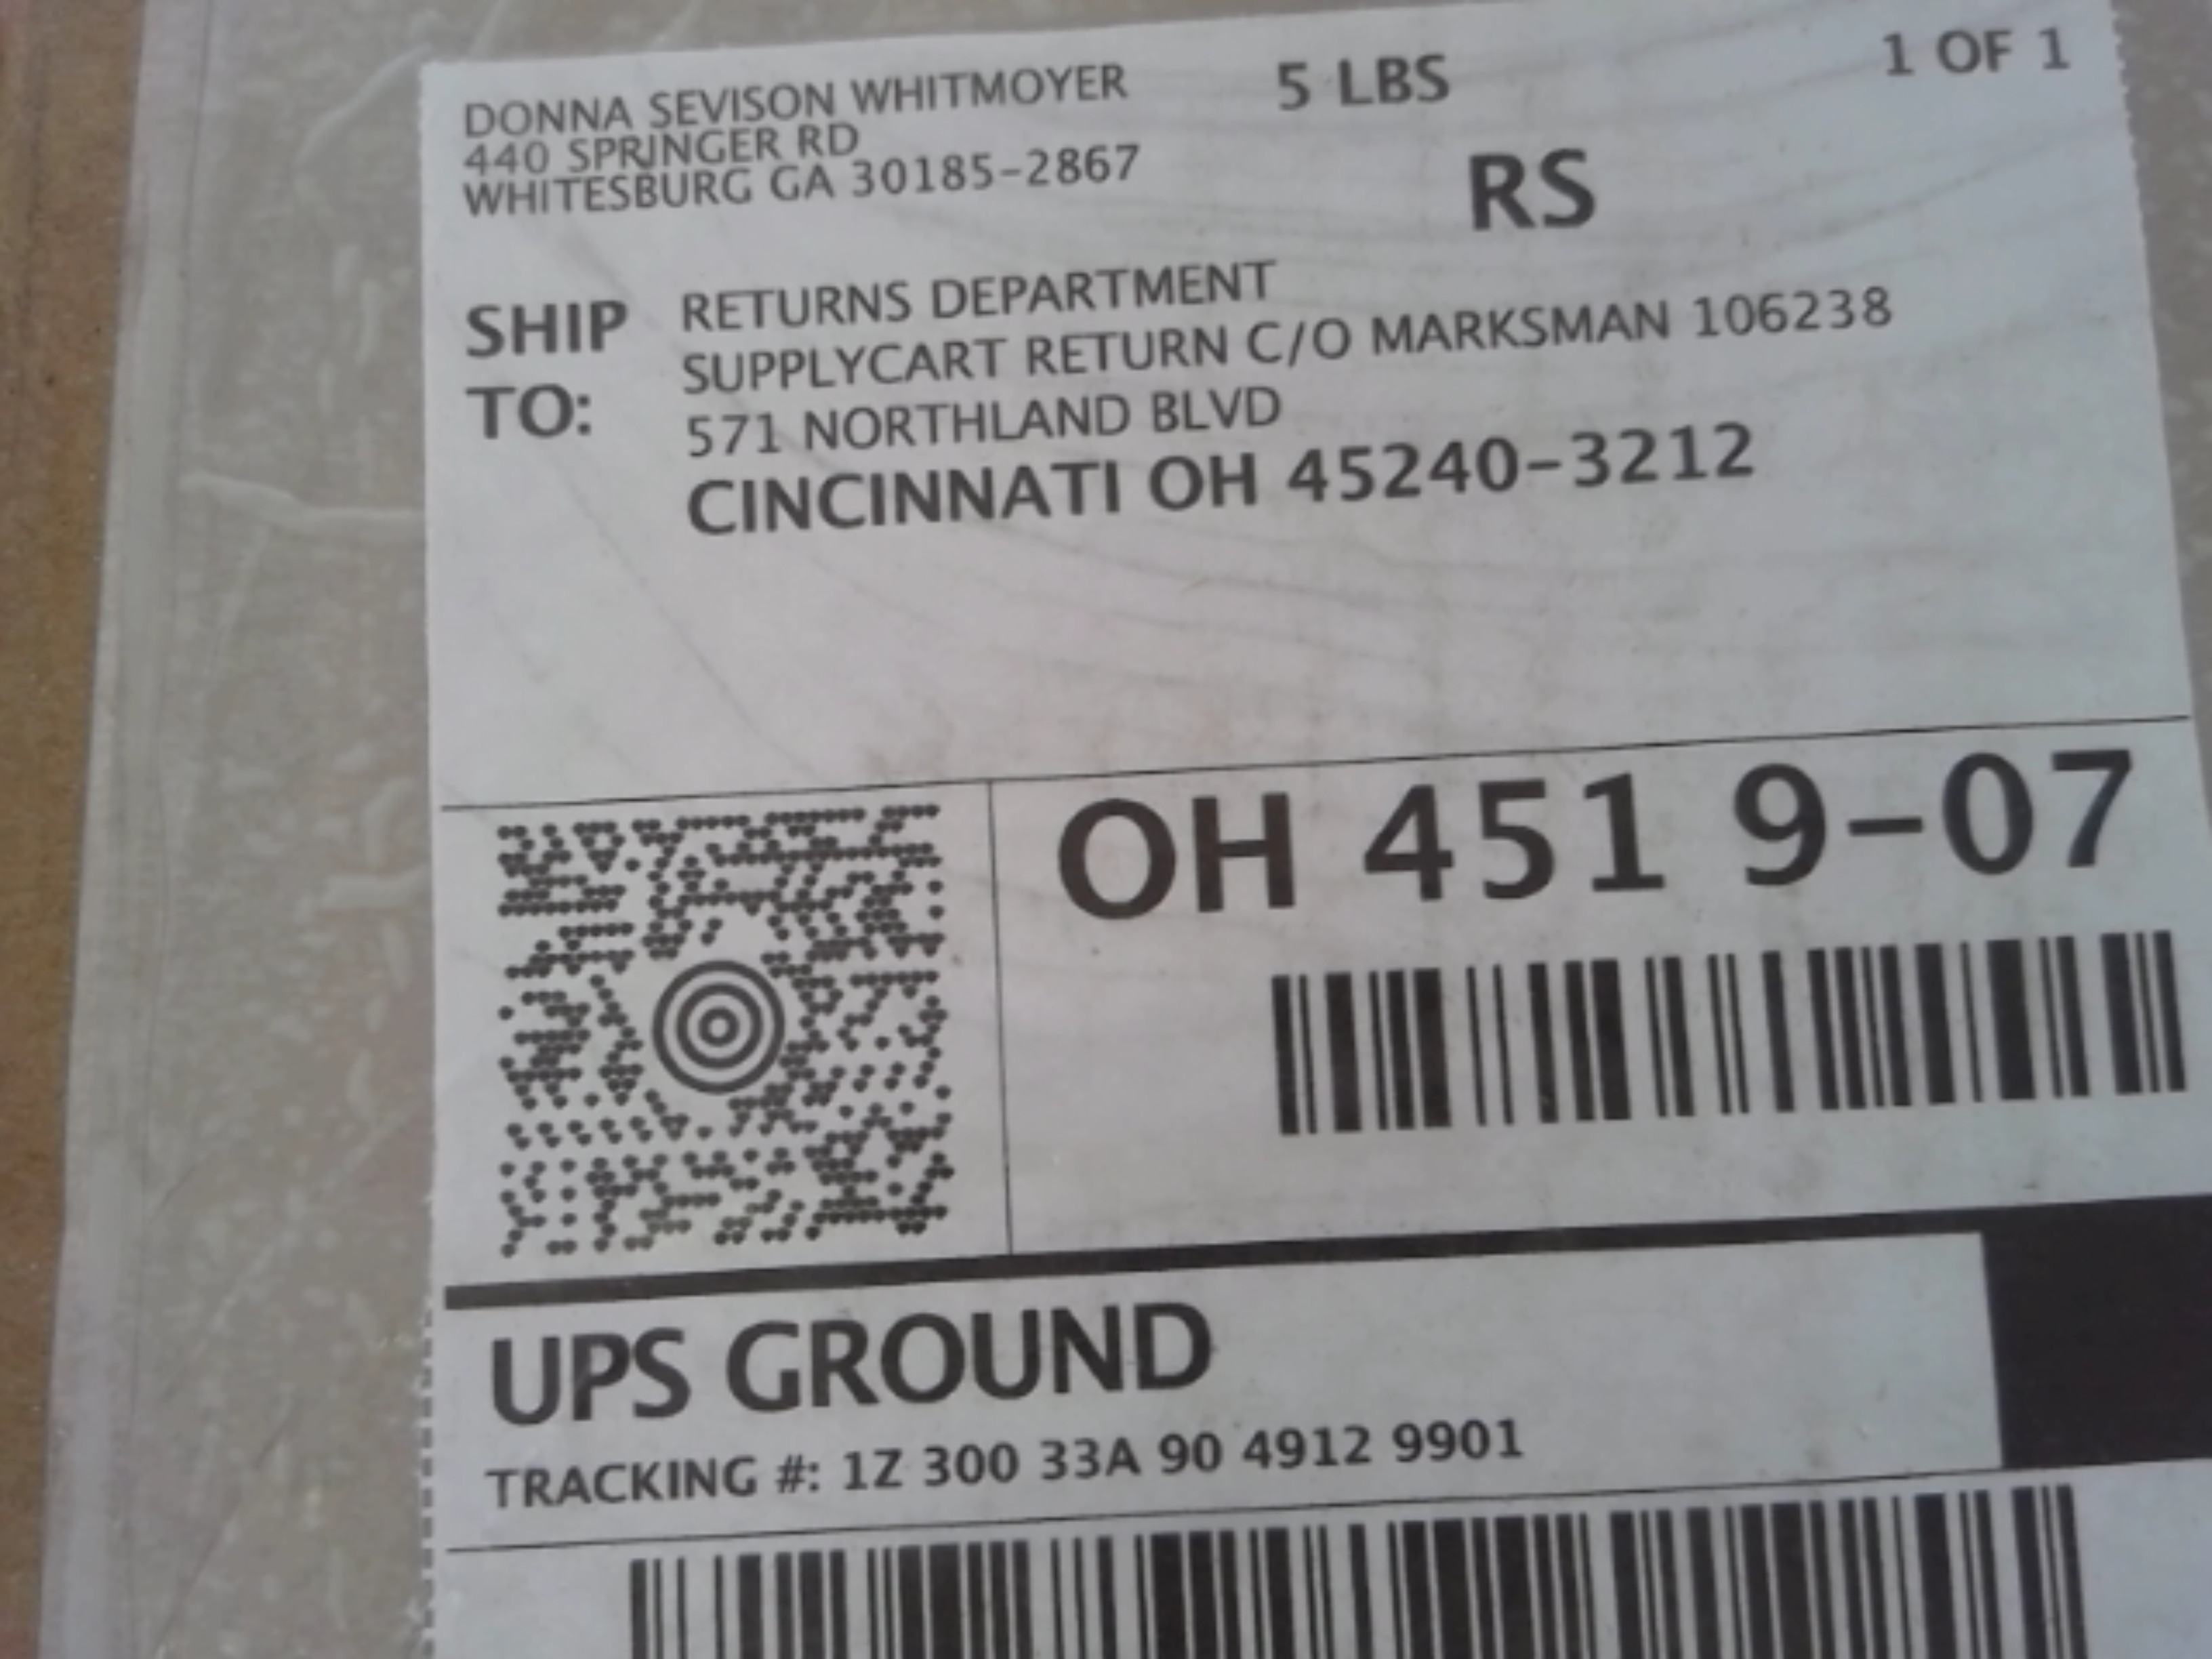 DONNA SEVISON WHITMOYER
440 SPRINGER RD
WHITESBURG GA 30185-2867
5 LBS
1 OF 1
RS
SHIP TO:
RETURNS DEPARTMENT
SUPPLYCART RETURN C/O MARKSMAN 106238
571 NORTHLAND BLVD
CINCINNATI OH 45240-3212
OH 451 9-07
UPS GROUND
TRACKING #: 1Z 300 33A 90 4912 9901